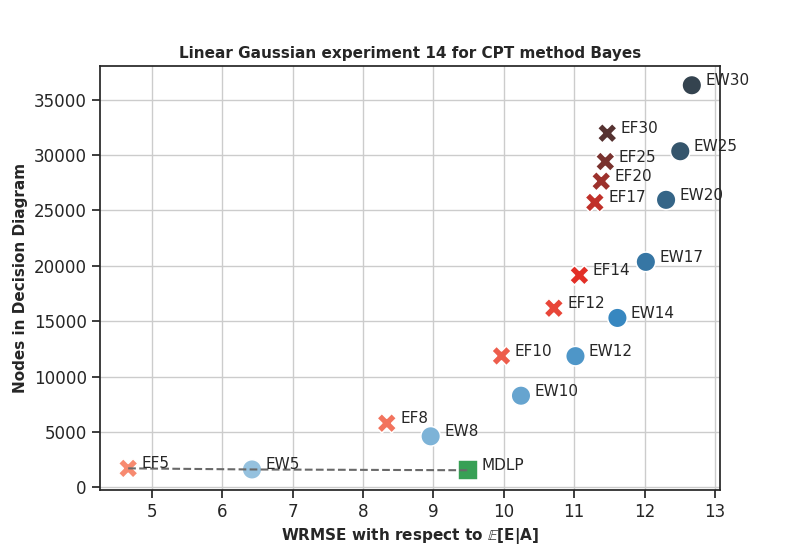 Linear Gaussian experiment 14 for CPT method Bayes
Nodes in Decision Diagram
35000
30000
25000
20000
15000
10000
5000
0
EW30
EF30
EW25
EF25
EF20
EW20
EF17
EW17
EF14
EF12
EW14
EF10
EW12
EW10
EF8
EW8
EF5
EW5
MDLP
5 6 7 8 9 10 11 12 13
WRMSE with respect to 𝔼[E|A]